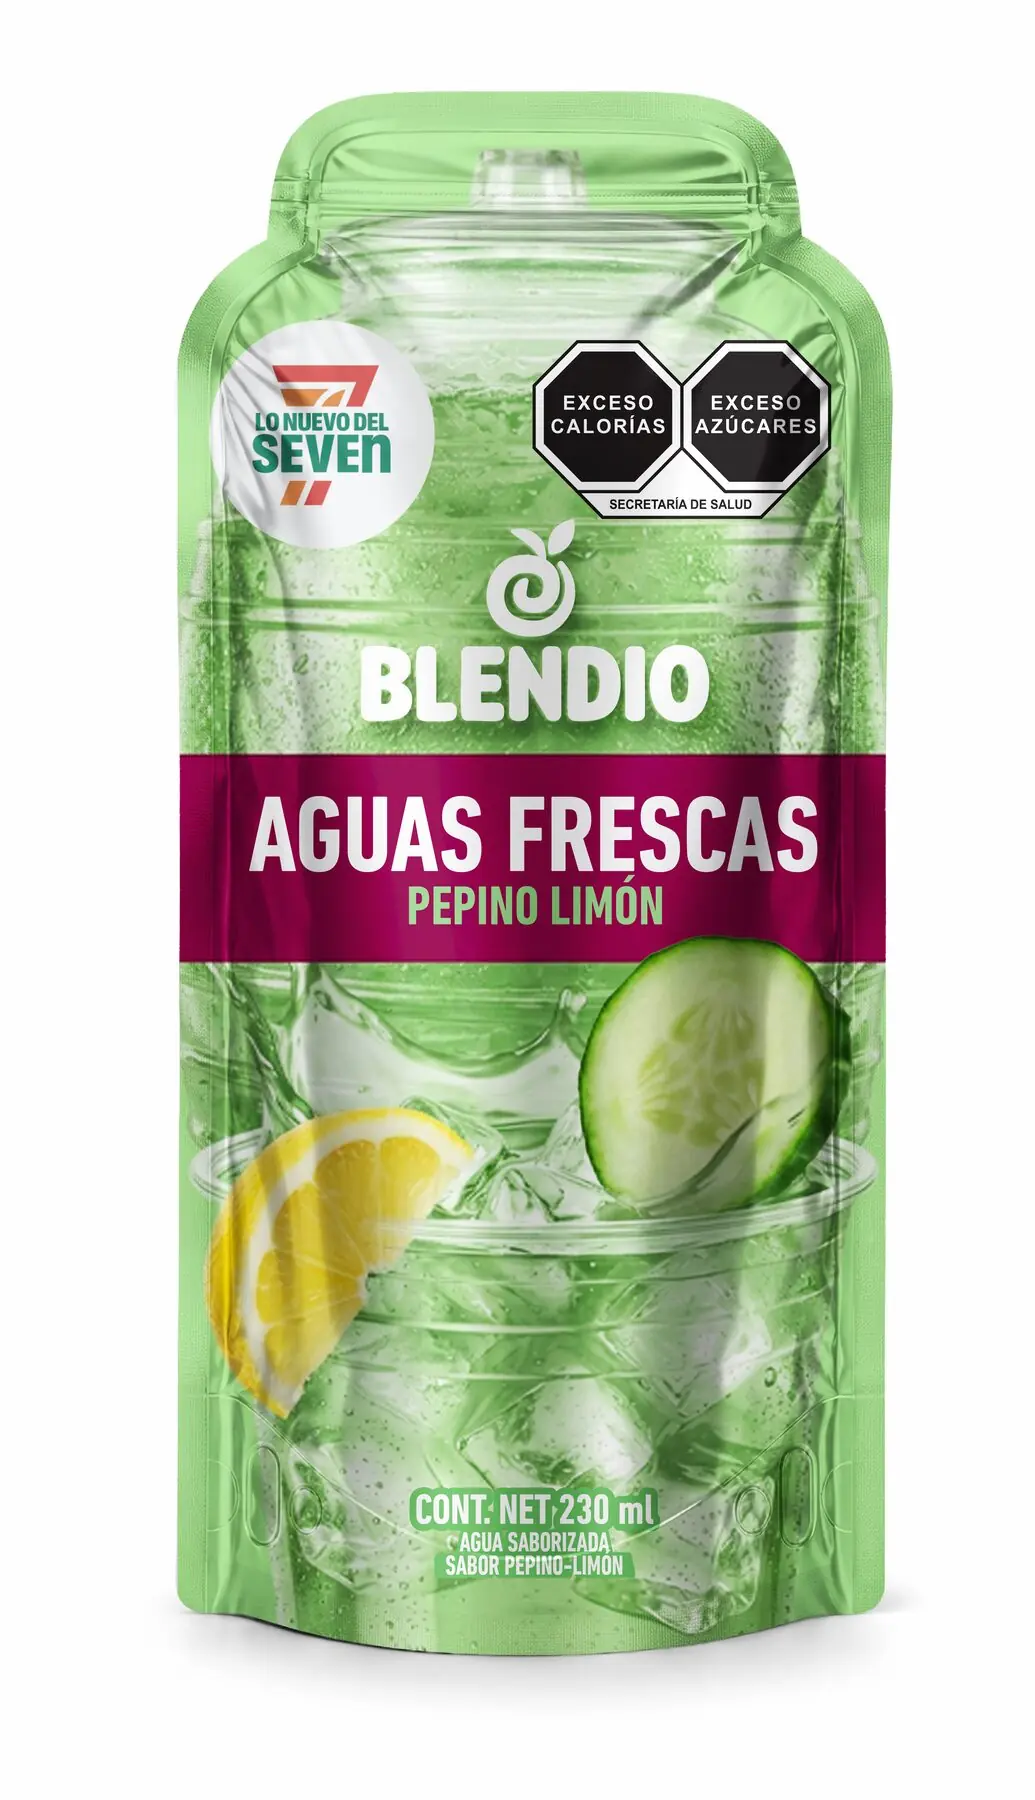 LO NUEVO DEL
SEVEN
EXCESO
CALORÍAS
EXCESO
AZÚCARES
SECRETARÍA DE SALUD
BLENDIO
AGUAS FRESCAS
PEPINO LIMÓN
CONT. NET 230 ml
AGUA SABORIZADA
SABOR PEPINO-LIMÓN